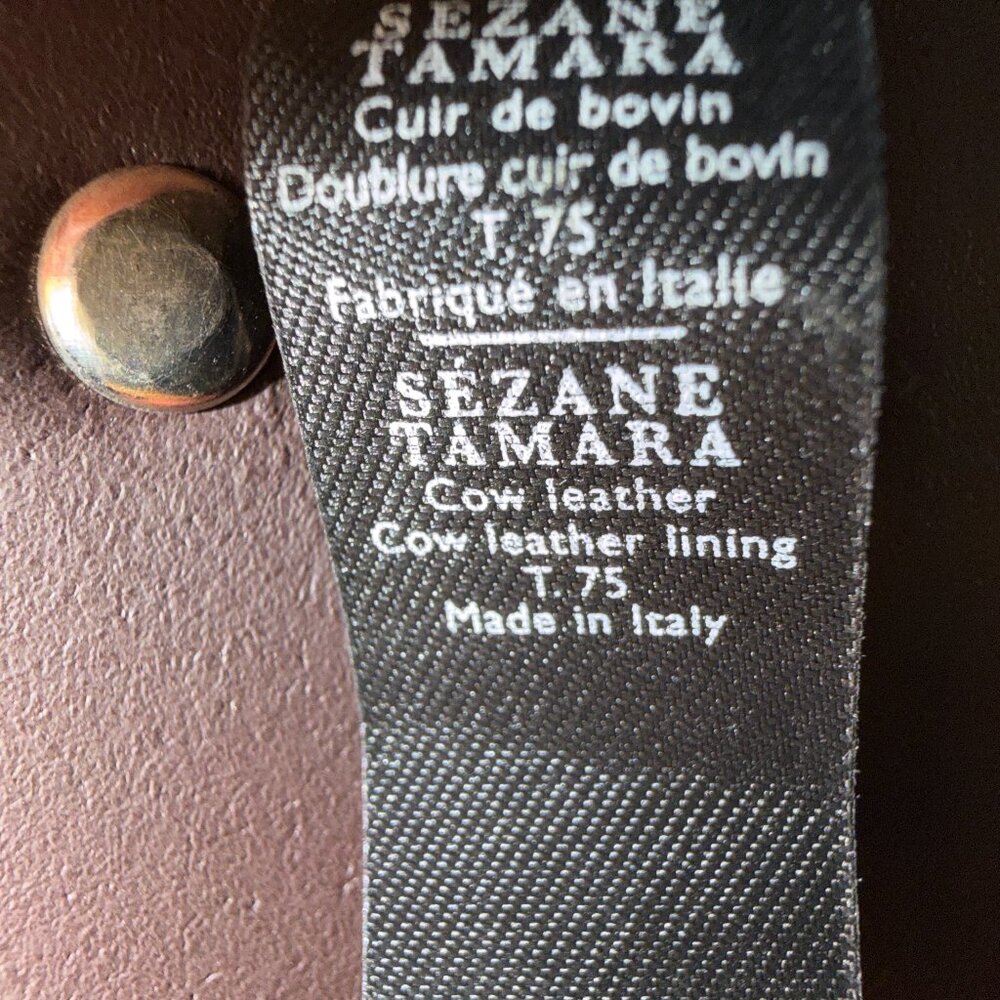 SÉZANE
TAMARA
Cuir de bovin
Doublure cuir de bovin
T. 75
Fabriqué en Italie
SÉZANE
TAMARA
Cow leather
Cow leather lining
T. 75
Made in Italy